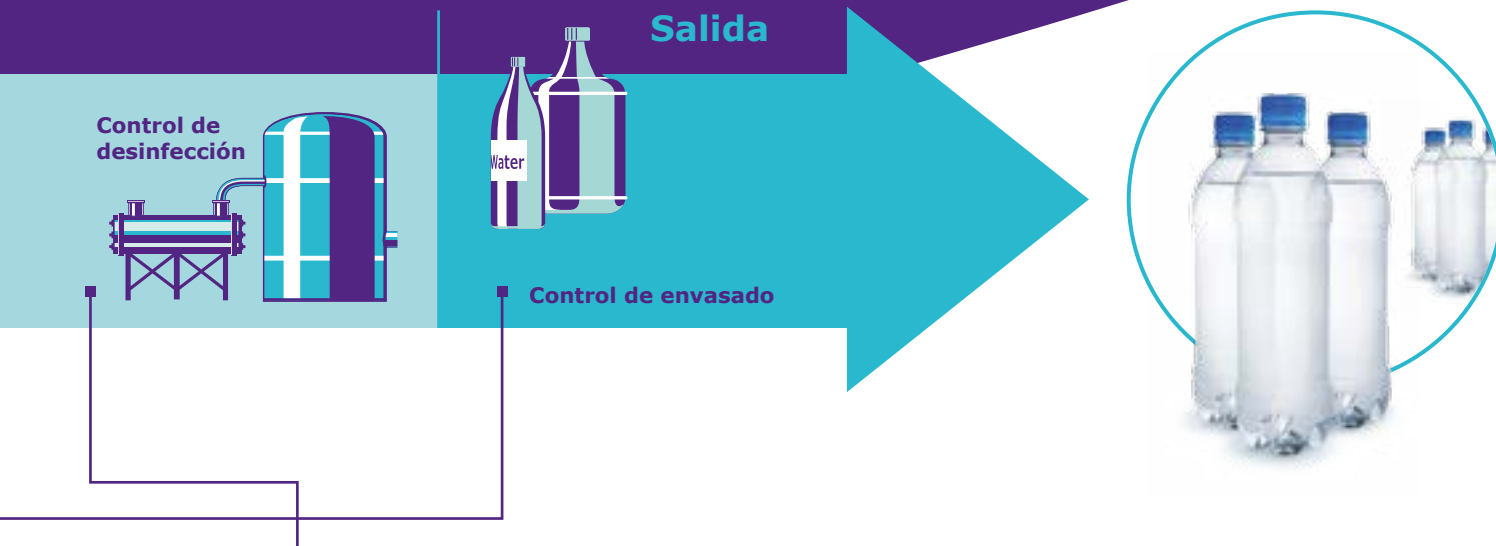 Salida
Control de
desinfección
Water
Control de envasado